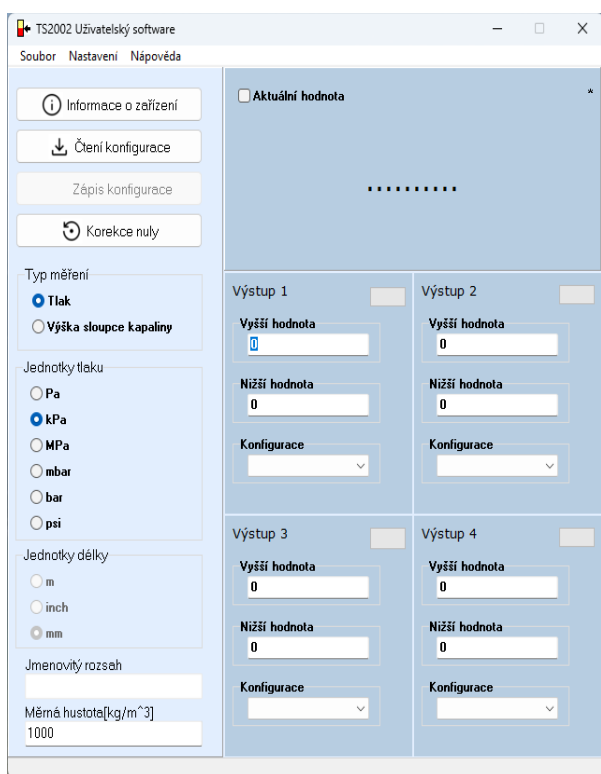 TS2002 Uživatelský software
Soubor Nastavení Nápověda
Informace o zařízení
Čtení konfigurace
Zápis konfigurace
Korekce nuly
Typ měření
Tlak
Výška sloupce kapaliny
Jednotky tlaku
Pa
kPa
MPa
mbar
bar
psi
Jednotky délky
m
inch
mm
Jmenovitý rozsah
Měrná hustota[kg/m^3]
1000
Aktuální hodnota *
..........
Výstup 1
Vyšší hodnota
0
Nižší hodnota
0
Konfigurace
Výstup 2
Vyšší hodnota
0
Nižší hodnota
0
Konfigurace
Výstup 3
Vyšší hodnota
0
Nižší hodnota
0
Konfigurace
Výstup 4
Vyšší hodnota
0
Nižší hodnota
0
Konfigurace